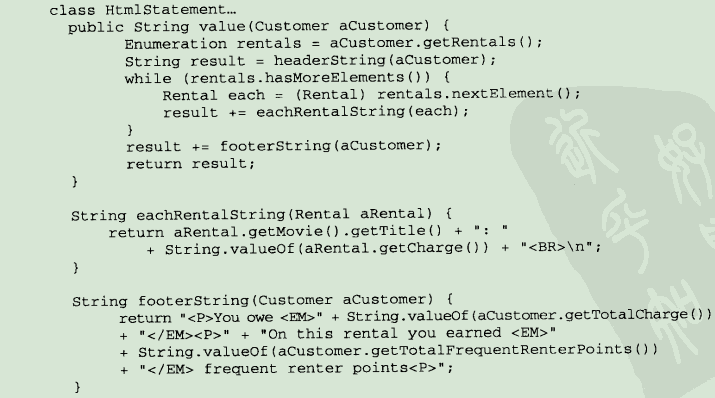 class HtmlStatement…
public String value(Customer aCustomer) {
Enumeration rentals = aCustomer.getRentals();
String result = headerString(aCustomer);
while (rentals.hasMoreElements()) {
Rental each = (Rental) rentals.nextElement();
result += eachRentalString(each);
}
result += footerString(aCustomer);
return result;
}
String eachRentalString(Rental aRental) {
return aRental.getMovie().getTitle() + ": "
+ String.valueOf(aRental.getCharge()) + "<BR>\n";
}
String footerString(Customer aCustomer) {
return "<P>You owe <EM>" + String.valueOf(aCustomer.getTotalCharge())
+ "</EM><P>" + "On this rental you earned <EM>"
+ String.valueOf(aCustomer.getTotalFrequentRenterPoints())
+ "</EM> frequent renter points<P>";
}